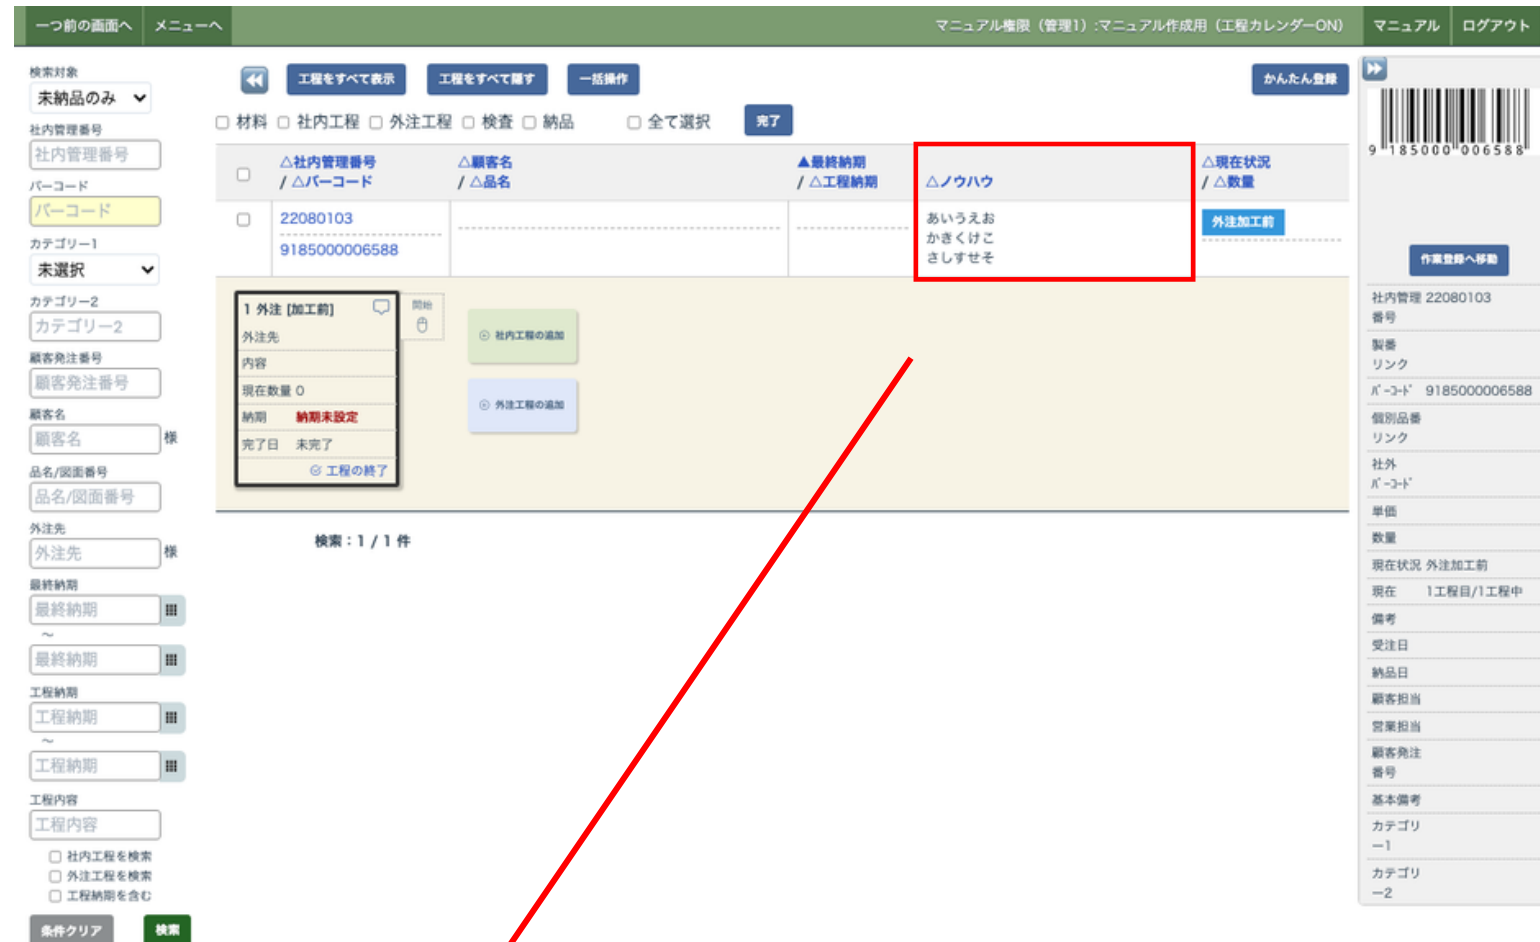 一つ前の画面へ メニューへ マニュアル権限（管理1）:マニュアル作成用（工程カレンダーON） マニュアル ログアウト
検索対象
未納品のみ
社内管理番号
社内管理番号
バーコード
バーコード
カテゴリー1
未選択
カテゴリー2
カテゴリー2
顧客発注番号
顧客発注番号
顧客名
顧客名 様
品名/図面番号
品名/図面番号
外注先
外注先 様
最終納期
最終納期
～
最終納期
工程納期
工程納期
～
工程納期
工程内容
工程内容
社内工程を検索
外注工程を検索
工程納期を含む
条件クリア 検索
工程をすべて表示 工程をすべて隠す 一括操作 かんたん登録
材料 社内工程 外注工程 検査 納品 全て選択 完了
△社内管理番号 △顧客名 ▲最終納期 △現在状況
/ △バーコード / △品名 / △工程納期 △ノウハウ / △数量
22080103 あいうえお 外注加工前
かきくけこ
9185000006588 さしすせそ
1 外注 [加工前] 開始
外注先
内容
現在数量 0
納期 納期未設定
完了日 未完了
工程の終了
社内工程の追加
外注工程の追加
検索：1 / 1 件
9 185000 006588
作業登録へ移動
社内管理 22080103
番号
製番
リンク
ﾊﾞｰｺｰﾄﾞ 9185000006588
個別品番
リンク
社外
ﾊﾞｰｺｰﾄﾞ
単価
数量
現在状況 外注加工前
現在 1工程目/1工程中
備考
受注日
納品日
顧客担当
営業担当
顧客発注
番号
基本備考
カテゴリ
ー1
カテゴリ
ー2